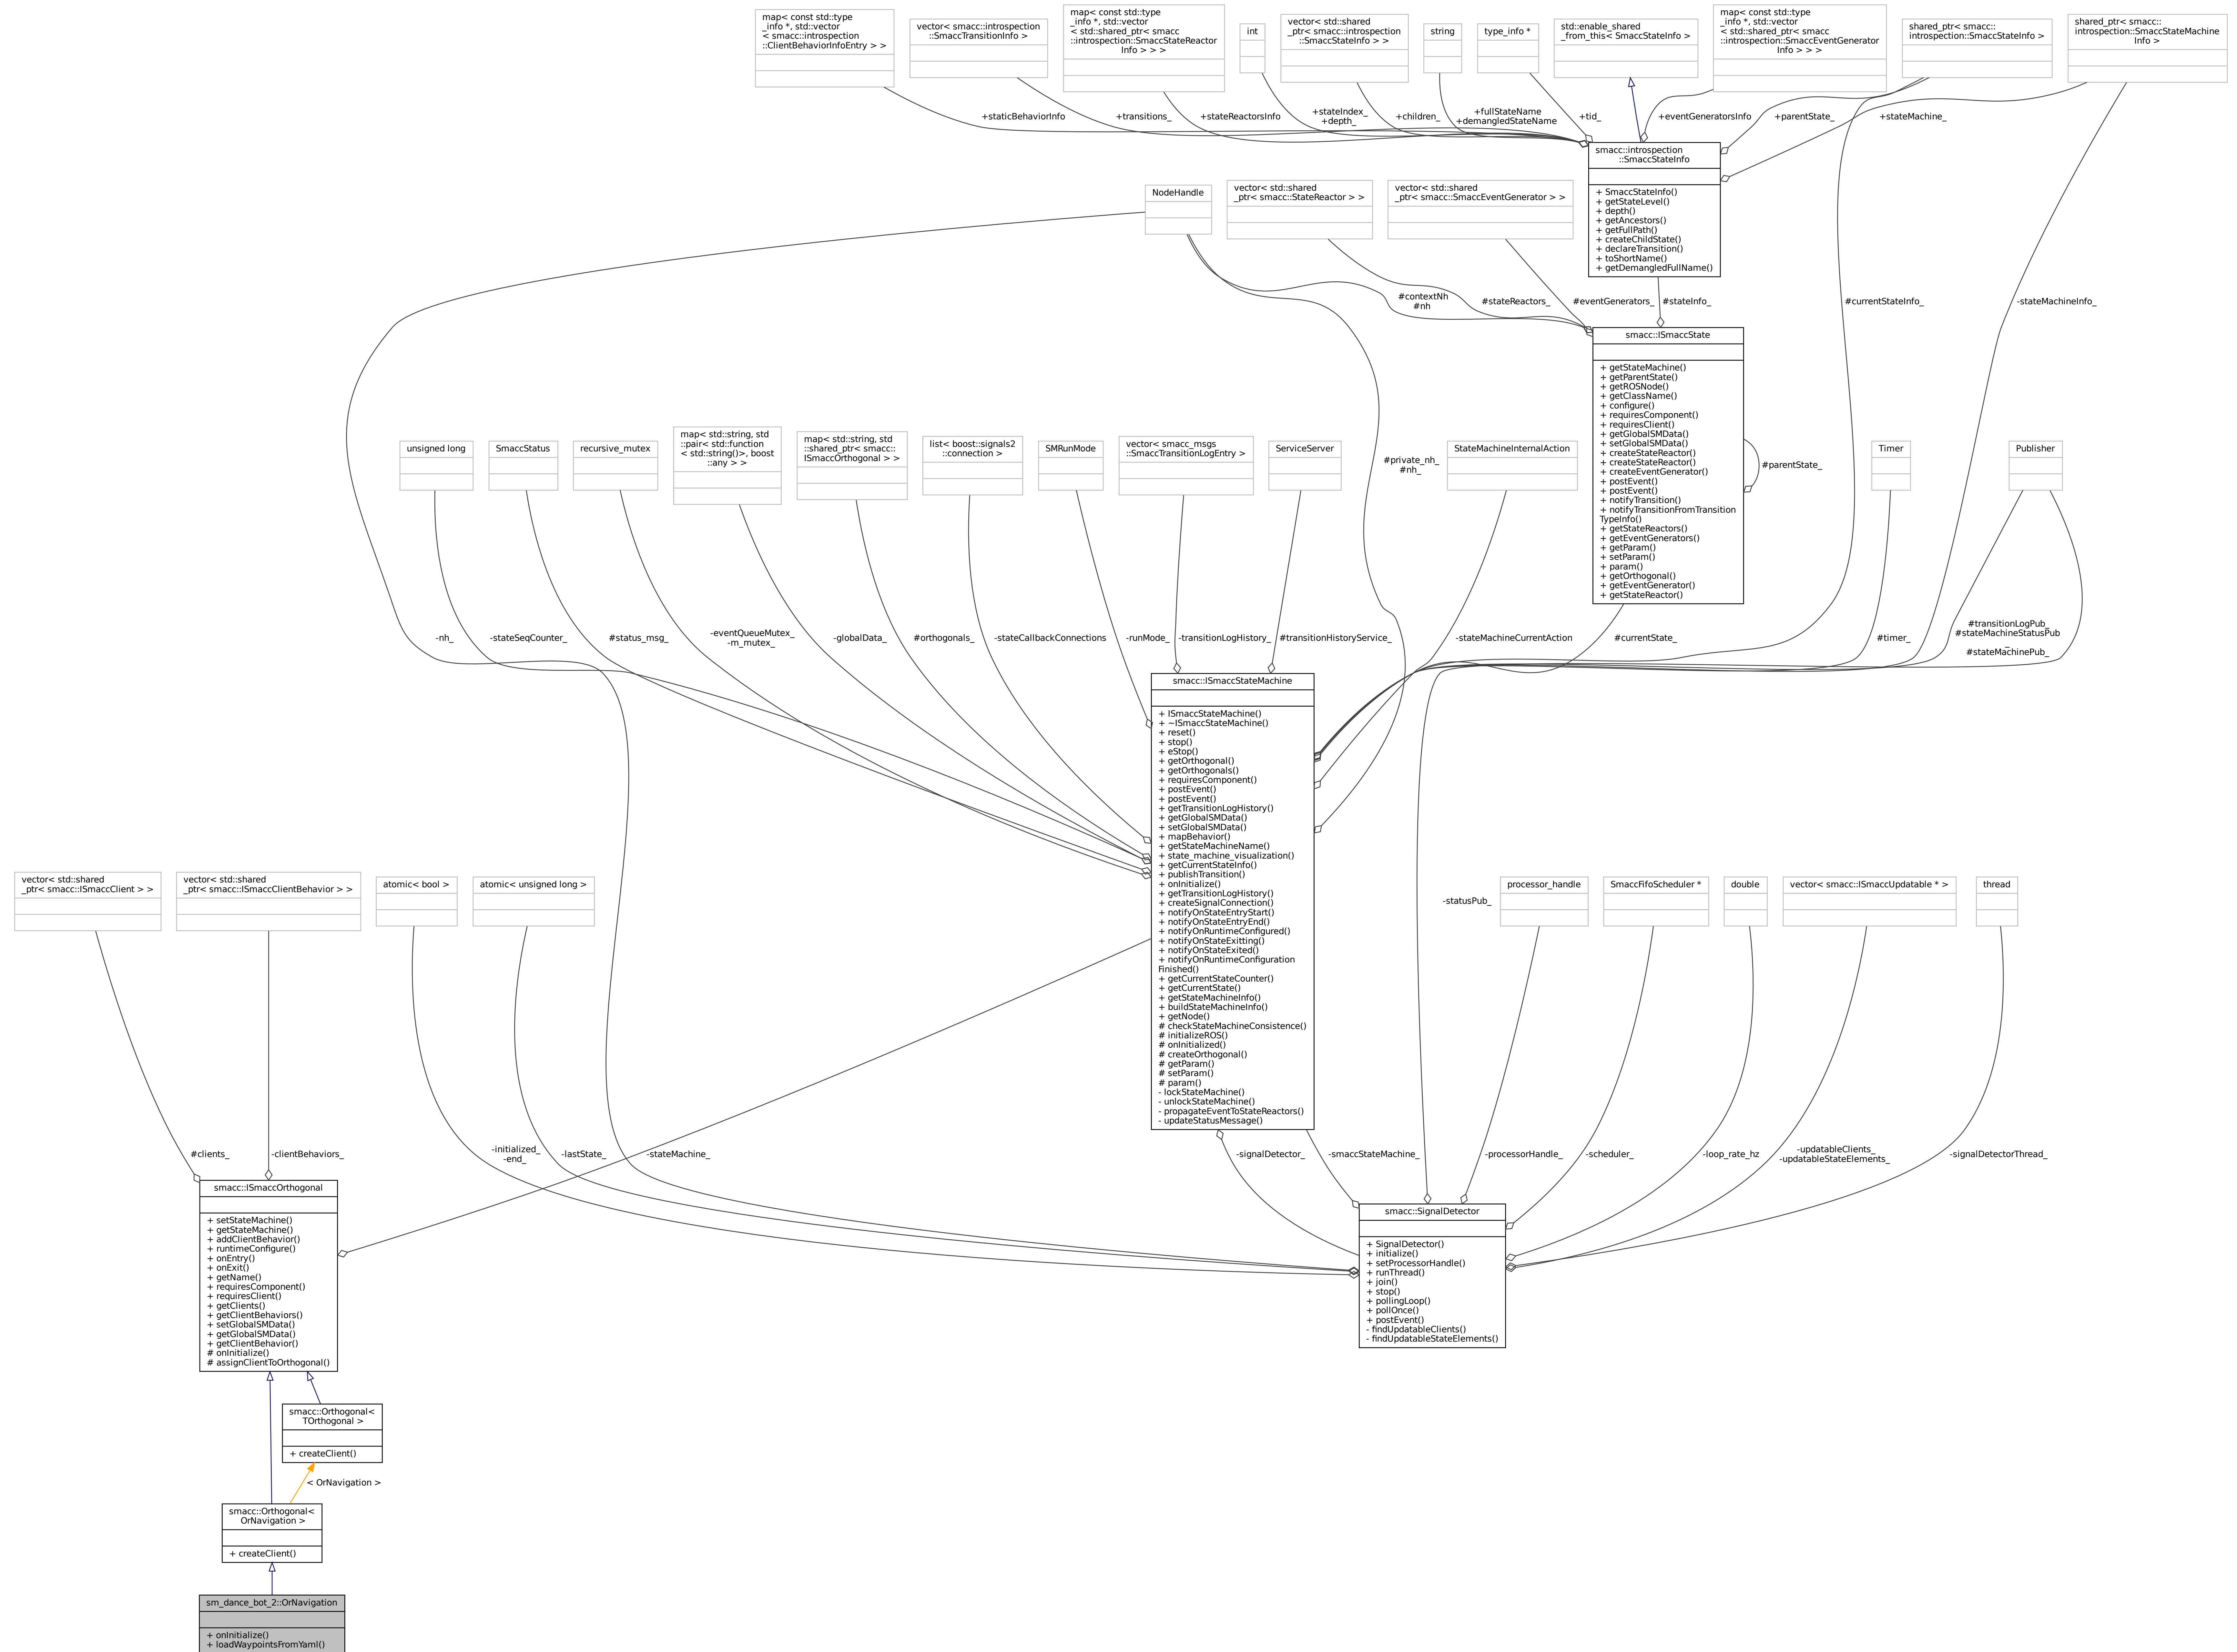 map< const std::type
_info *, std::vector
< smacc::introspection
::ClientBehaviorInfoEntry > >
vector< smacc::introspection
::SmaccTransitionInfo >
map< const std::type
_info *, std::vector
< std::shared_ptr< smacc
::introspection::SmaccStateReactor
Info > > >
int
vector< std::shared
_ptr< smacc::introspection
::SmaccStateInfo > >
string
type_info *
std::enable_shared
_from_this< SmaccStateInfo >
map< const std::type
_info *, std::vector
< std::shared_ptr< smacc
::introspection::SmaccEventGenerator
Info > > >
shared_ptr< smacc::
introspection::SmaccStateInfo >
shared_ptr< smacc::
introspection::SmaccStateMachine
Info >
+staticBehaviorInfo
+transitions_
+stateReactorsInfo
+stateIndex_
+depth_
+children_
+fullStateName
+demangledStateName
+tid_
+eventGeneratorsInfo
+parentState_
+stateMachine_
smacc::introspection
::SmaccStateInfo
+ SmaccStateInfo()
+ getStateLevel()
+ depth()
+ getAncestors()
+ getFullPath()
+ createChildState()
+ declareTransition()
+ toShortName()
+ getDemangledFullName()
NodeHandle
vector< std::shared
_ptr< smacc::StateReactor > >
vector< std::shared
_ptr< smacc::SmaccEventGenerator > >
#contextNh
#nh
#stateReactors_
#eventGenerators_
#stateInfo_
#currentStateInfo_
-stateMachineInfo_
smacc::ISmaccState
+ getStateMachine()
+ getParentState()
+ getROSNode()
+ getClassName()
+ configure()
+ requiresComponent()
+ requiresClient()
+ getGlobalSMData()
+ setGlobalSMData()
+ createStateReactor()
+ createStateReactor()
+ createEventGenerator()
+ postEvent()
+ postEvent()
+ notifyTransition()
+ notifyTransitionFromTransition
TypeInfo()
+ getStateReactors()
+ getEventGenerators()
+ getParam()
+ setParam()
+ param()
+ getOrthogonal()
+ getEventGenerator()
+ getStateReactor()
#parentState_
unsigned long
SmaccStatus
recursive_mutex
map< std::string, std
::pair< std::function
< std::string()>, boost
::any > >
map< std::string, std
::shared_ptr< smacc::
ISmaccOrthogonal > >
list< boost::signals2
::connection >
SMRunMode
vector< smacc_msgs
::SmaccTransitionLogEntry >
ServiceServer
#private_nh_
#nh_
StateMachineInternalAction
Timer
Publisher
-nh_
-stateSeqCounter_
#status_msg_
-eventQueueMutex_
-m_mutex_
-globalData_
#orthogonals_
-stateCallbackConnections
-runMode_
-transitionLogHistory_
#transitionHistoryService_
-stateMachineCurrentAction
#currentState_
#timer_
#transitionLogPub_
#stateMachineStatusPub
_
#stateMachinePub_
smacc::ISmaccStateMachine
+ ISmaccStateMachine()
+ ~ISmaccStateMachine()
+ reset()
+ stop()
+ eStop()
+ getOrthogonal()
+ getOrthogonals()
+ requiresComponent()
+ postEvent()
+ postEvent()
+ getTransitionLogHistory()
+ getGlobalSMData()
+ setGlobalSMData()
+ mapBehavior()
+ getStateMachineName()
+ state_machine_visualization()
+ getCurrentStateInfo()
+ publishTransition()
+ onInitialize()
+ getTransitionLogHistory()
+ createSignalConnection()
+ notifyOnStateEntryStart()
+ notifyOnStateEntryEnd()
+ notifyOnRuntimeConfigured()
+ notifyOnStateExitting()
+ notifyOnStateExited()
+ notifyOnRuntimeConfiguration
Finished()
+ getCurrentStateCounter()
+ getCurrentState()
+ getStateMachineInfo()
+ buildStateMachineInfo()
+ getNode()
# checkStateMachineConsistence()
# initializeROS()
# onInitialized()
# createOrthogonal()
# getParam()
# setParam()
# param()
- lockStateMachine()
- unlockStateMachine()
- propagateEventToStateReactors()
- updateStatusMessage()
vector< std::shared
_ptr< smacc::ISmaccClient > >
vector< std::shared
_ptr< smacc::ISmaccClientBehavior > >
atomic< bool >
atomic< unsigned long >
-statusPub_
processor_handle
SmaccFifoScheduler *
double
vector< smacc::ISmaccUpdatable * >
thread
#clients_
-clientBehaviors_
-initialized_
-end_
-lastState_
-stateMachine_
-signalDetector_
-smaccStateMachine_
-processorHandle_
-scheduler_
-loop_rate_hz
-updatableClients_
-updatableStateElements_
-signalDetectorThread_
smacc::ISmaccOrthogonal
+ setStateMachine()
+ getStateMachine()
+ addClientBehavior()
+ runtimeConfigure()
+ onEntry()
+ onExit()
+ getName()
+ requiresComponent()
+ requiresClient()
+ getClients()
+ getClientBehaviors()
+ setGlobalSMData()
+ getGlobalSMData()
+ getClientBehavior()
# onInitialize()
# assignClientToOrthogonal()
smacc::SignalDetector
+ SignalDetector()
+ initialize()
+ setProcessorHandle()
+ runThread()
+ join()
+ stop()
+ pollingLoop()
+ pollOnce()
+ postEvent()
- findUpdatableClients()
- findUpdatableStateElements()
smacc::Orthogonal<
TOrthogonal >
+ createClient()
< OrNavigation >
smacc::Orthogonal<
OrNavigation >
+ createClient()
sm_dance_bot_2::OrNavigation
+ onInitialize()
+ loadWaypointsFromYaml()